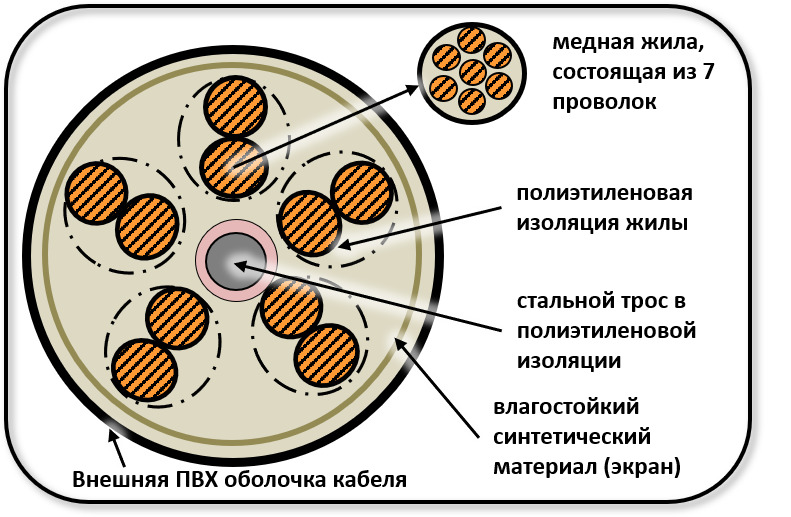 медная жила,
состоящая из 7
проволок
полиэтиленовая
изоляция жилы
стальной трос в
полиэтиленовой
изоляции
влагостойкий
синтетический
материал (экран)
Внешняя ПВХ оболочка кабеля